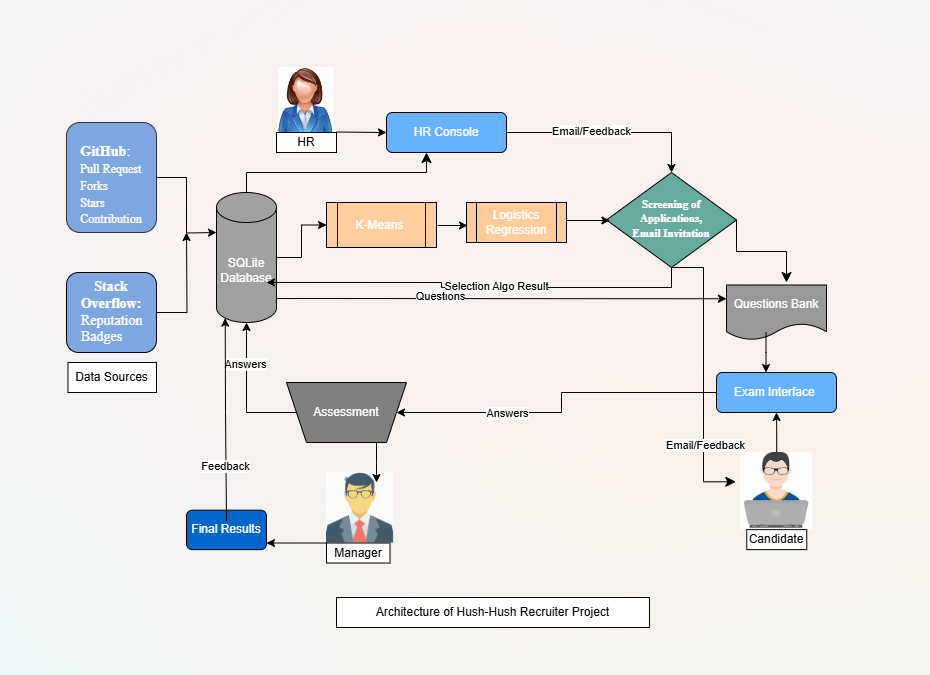 HR
HR Console
Email/Feedback
GitHub:
Pull Request
Forks
Stars
Contribution
K-Means
Logistics
Regression
Screening of
Applications,
Email Invitation
SQLite
Database
Stack
Overflow:
Reputation
Badges
Selection Algo Result
Questions
Questions Bank
Data Sources
Answers
Assessment
Answers
Exam Interface
Email/Feedback
Feedback
Final Results
Manager
Candidate
Architecture of Hush-Hush Recruiter Project